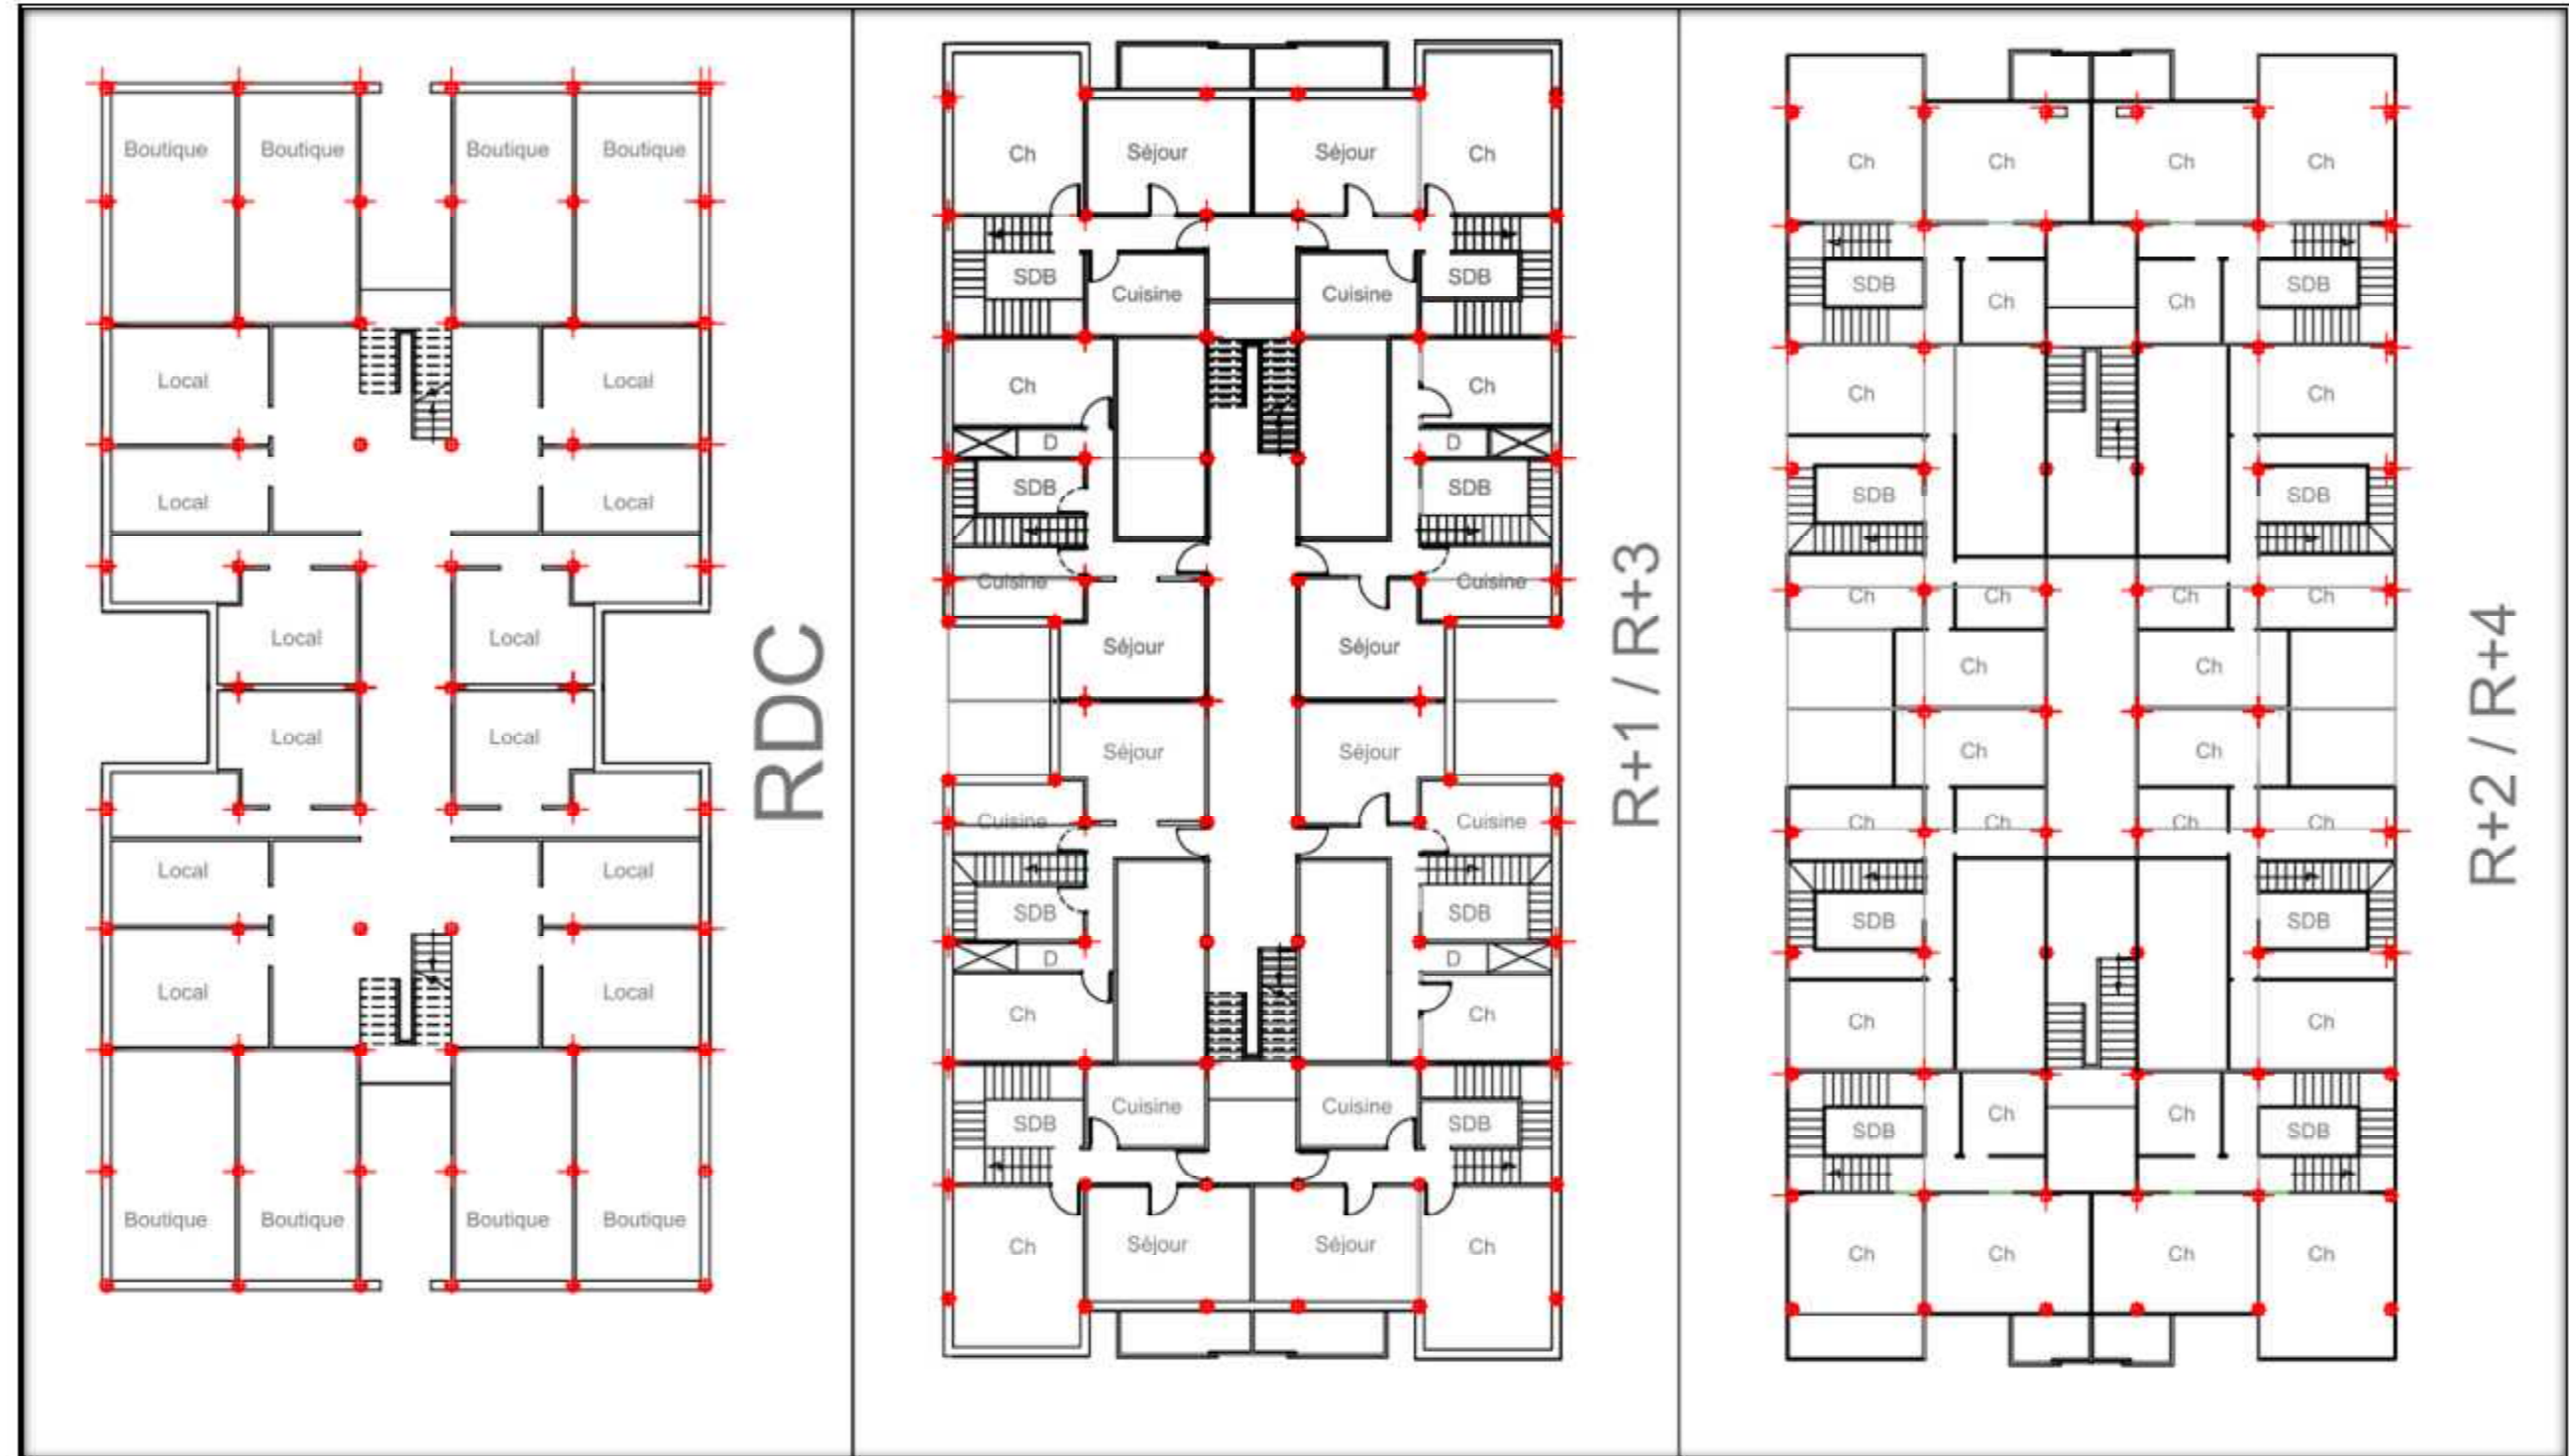 Boutique Boutique Boutique Boutique
Local Local
Local Local
Local Local
Local Local
Local Local
Local Local
Boutique Boutique Boutique Boutique
RDC
Ch Séjour Séjour Ch
SDB Cuisine Cuisine SDB
Ch Ch
D D
SDB SDB
Cuisine Cuisine
Séjour Séjour
Séjour Séjour
Cuisine Cuisine
SDB SDB
D D
Ch Ch
SDB Cuisine Cuisine SDB
Ch Séjour Séjour Ch
R+1 / R+3
Ch Ch Ch Ch
SDB Ch Ch SDB
Ch Ch
SDB SDB
Ch Ch Ch Ch
Ch Ch
Ch Ch
Ch Ch Ch Ch
SDB SDB
Ch Ch
SDB Ch Ch SDB
Ch Ch Ch Ch
R+2 / R+4